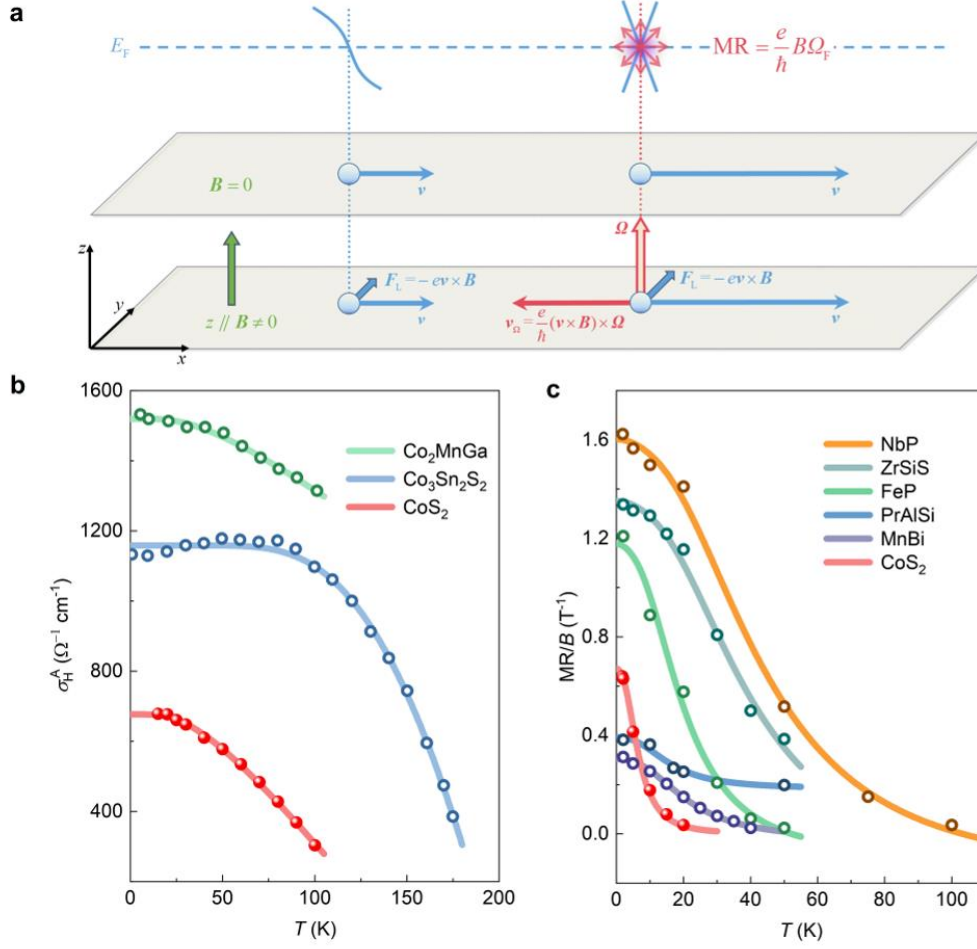 a
E_F
MR = e/ħ BΩ_F
B = 0
v
v
Ω
z
F_L = −ev × B
F_L = −ev × B
y
z // B ≠ 0
v
v_Ω = e/ħ (v × B) × Ω
v
x
b
1600
1200
800
400
σ_H^A (Ω⁻¹ cm⁻¹)
Co₂MnGa
Co₃Sn₂S₂
CoS₂
0 50 100 150 200
T (K)
c
1.6
1.2
0.8
0.4
0.0
MR/B (T⁻¹)
NbP
ZrSiS
FeP
PrAlSi
MnBi
CoS₂
0 20 40 60 80 100
T (K)